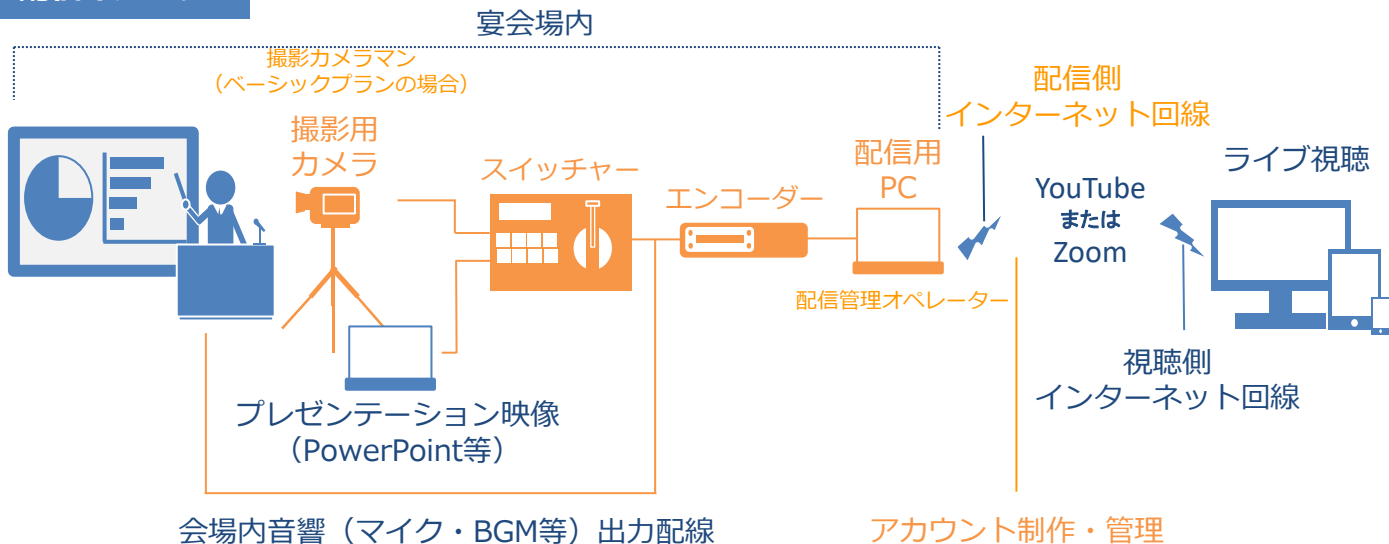 宴会場内
撮影カメラマン
（ベーシックプランの場合）
撮影用
カメラ
スイッチャー
エンコーダー
配信用
PC
配信側
インターネット回線
YouTube
または
Zoom
ライブ視聴
配信管理オペレーター
視聴側
インターネット回線
プレゼンテーション映像
（PowerPoint等）
会場内音響（マイク・BGM等）出力配線
アカウント制作・管理